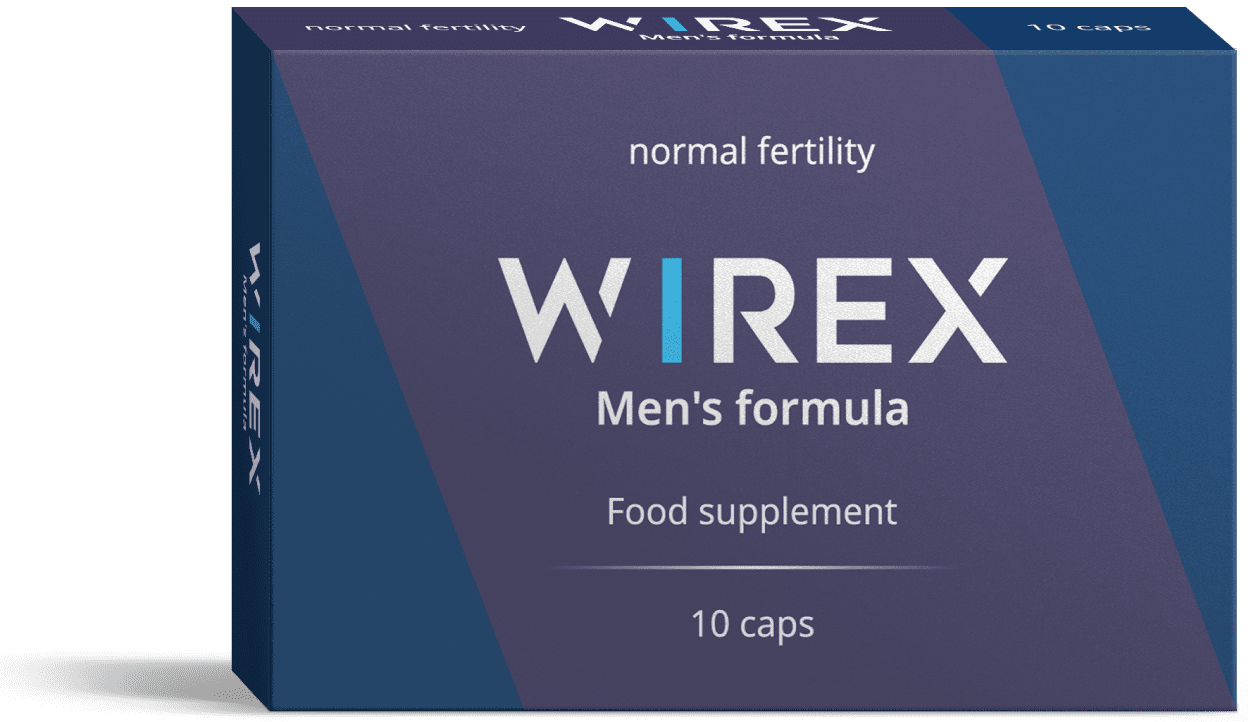 normal fertility
WIREX
Men's formula
10 caps
WIREX
Men's formula
normal fertility
WIREX
Men's formula
Food supplement
10 caps